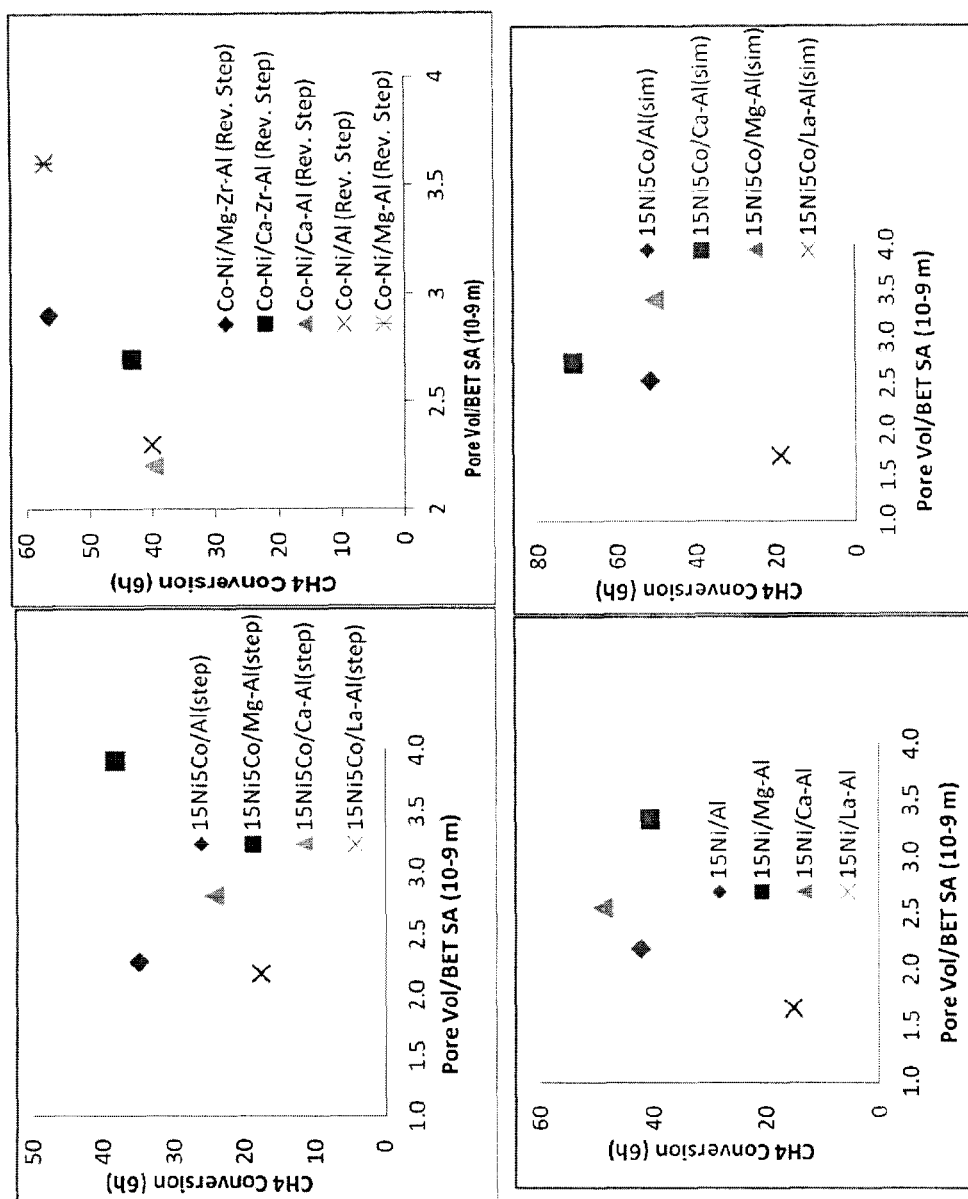 CH4 Conversion (6h)
50
40
30
20
10
0
15Ni5Co/Al(step)
15Ni5Co/Mg-Al(step)
15Ni5Co/Ca-Al(step)
15Ni5Co/La-Al(step)
1.0 1.5 2.0 2.5 3.0 3.5 4.0
Pore Vol/BET SA (10-9 m)
CH4 Conversion (6h)
60
50
40
30
20
10
0
Co-Ni/Mg-Zr-Al (Rev. Step)
Co-Ni/Ca-Zr-Al (Rev. Step)
Co-Ni/Ca-Al (Rev. Step)
Co-Ni/Al (Rev. Step)
Co-Ni/Mg-Al (Rev. Step)
2 2.5 3 3.5 4
Pore Vol/BET SA (10-9 m)
CH4 Conversion (6h)
60
40
20
0
15Ni/Al
15Ni/Mg-Al
15Ni/Ca-Al
15Ni/La-Al
1.0 1.5 2.0 2.5 3.0 3.5 4.0
Pore Vol/BET SA (10-9 m)
CH4 Conversion (6h)
80
60
40
20
0
15Ni5Co/Al(sim)
15Ni5Co/Ca-Al(sim)
15Ni5Co/Mg-Al(sim)
15Ni5Co/La-Al(sim)
1.0 1.5 2.0 2.5 3.0 3.5 4.0
Pore Vol/BET SA (10-9 m)